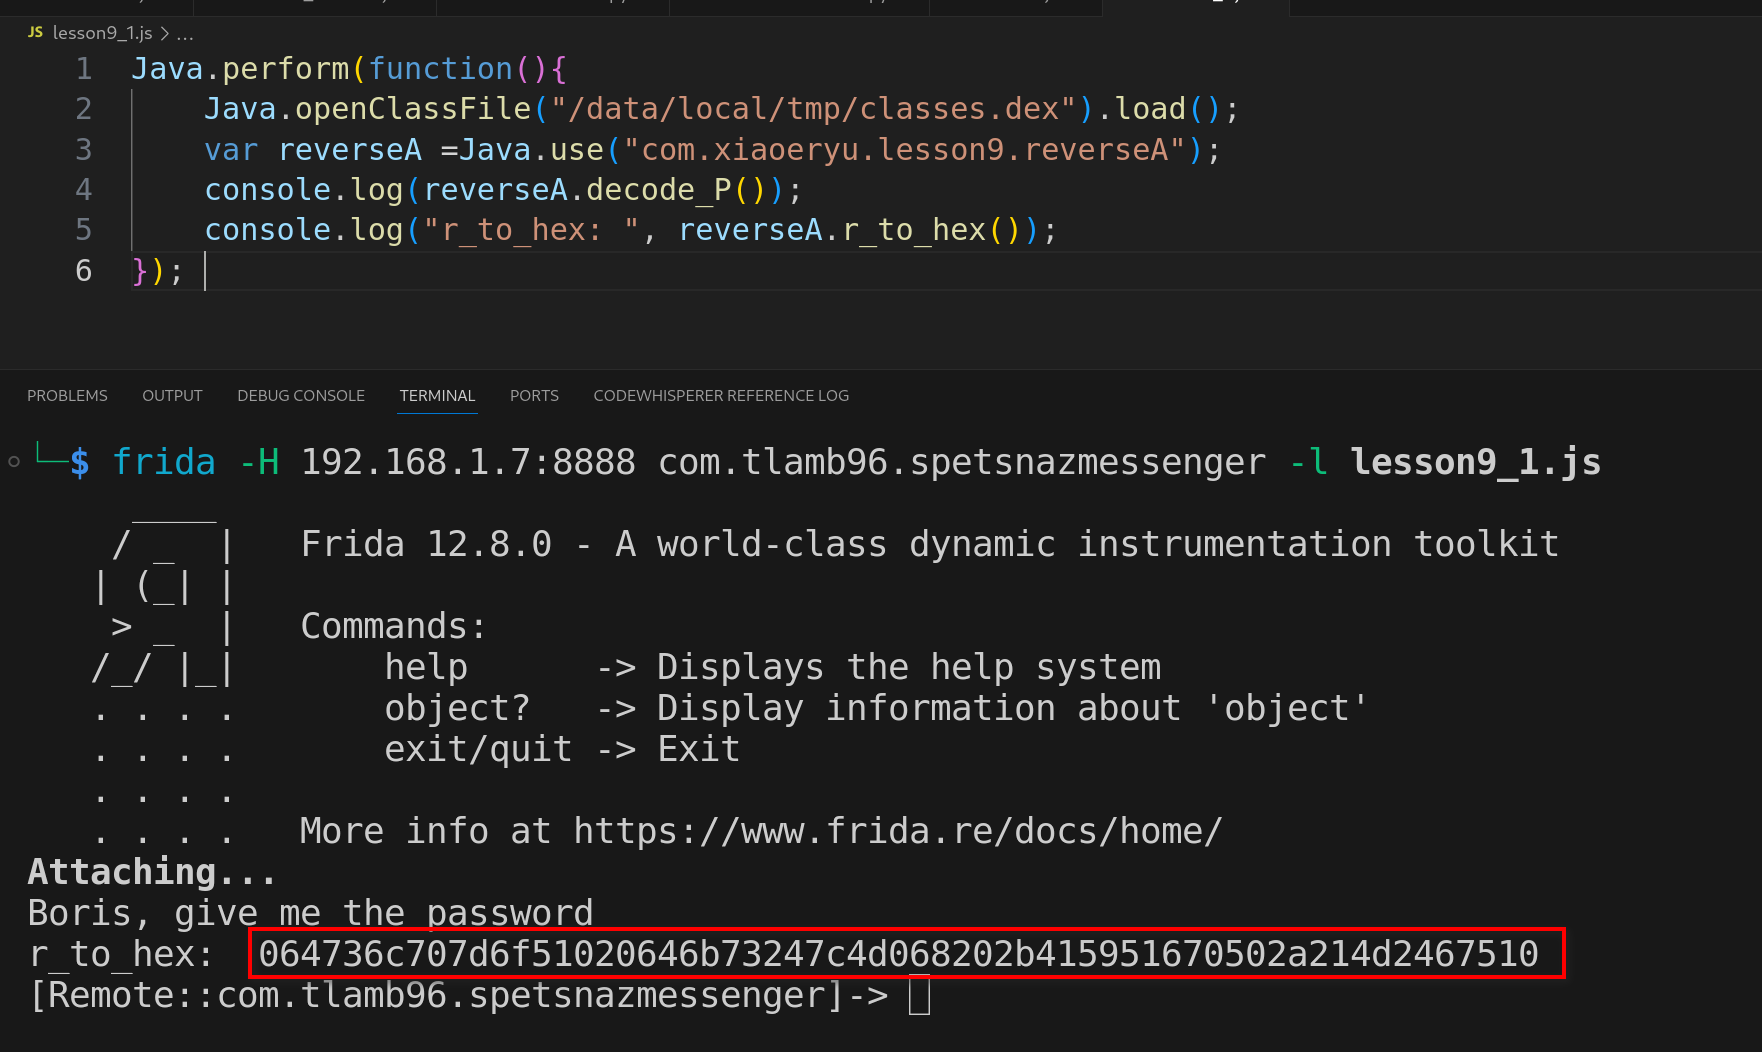 JS lesson9_1.js > ...
1 Java.perform(function(){
2     Java.openClassFile("/data/local/tmp/classes.dex").load();
3     var reverseA =Java.use("com.xiaoeryu.lesson9.reverseA");
4     console.log(reverseA.decode_P());
5     console.log("r_to_hex: ", reverseA.r_to_hex());
6 });
PROBLEMS OUTPUT DEBUG CONSOLE TERMINAL PORTS CODEWHISPERER REFERENCE LOG
└─$ frida -H 192.168.1.7:8888 com.tlamb96.spetsnazmessenger -l lesson9_1.js
     ____
    / _  |   Frida 12.8.0 - A world-class dynamic instrumentation toolkit
   | (_| |
    > _  |   Commands:
   /_/ |_|       help      -> Displays the help system
   . . . .       object?   -> Display information about 'object'
   . . . .       exit/quit -> Exit
   . . . .
   . . . .   More info at https://www.frida.re/docs/home/
Attaching...
Boris, give me the password
r_to_hex:  064736c707d6f51020646b73247c4d068202b415951670502a214d2467510
[Remote::com.tlamb96.spetsnazmessenger]->